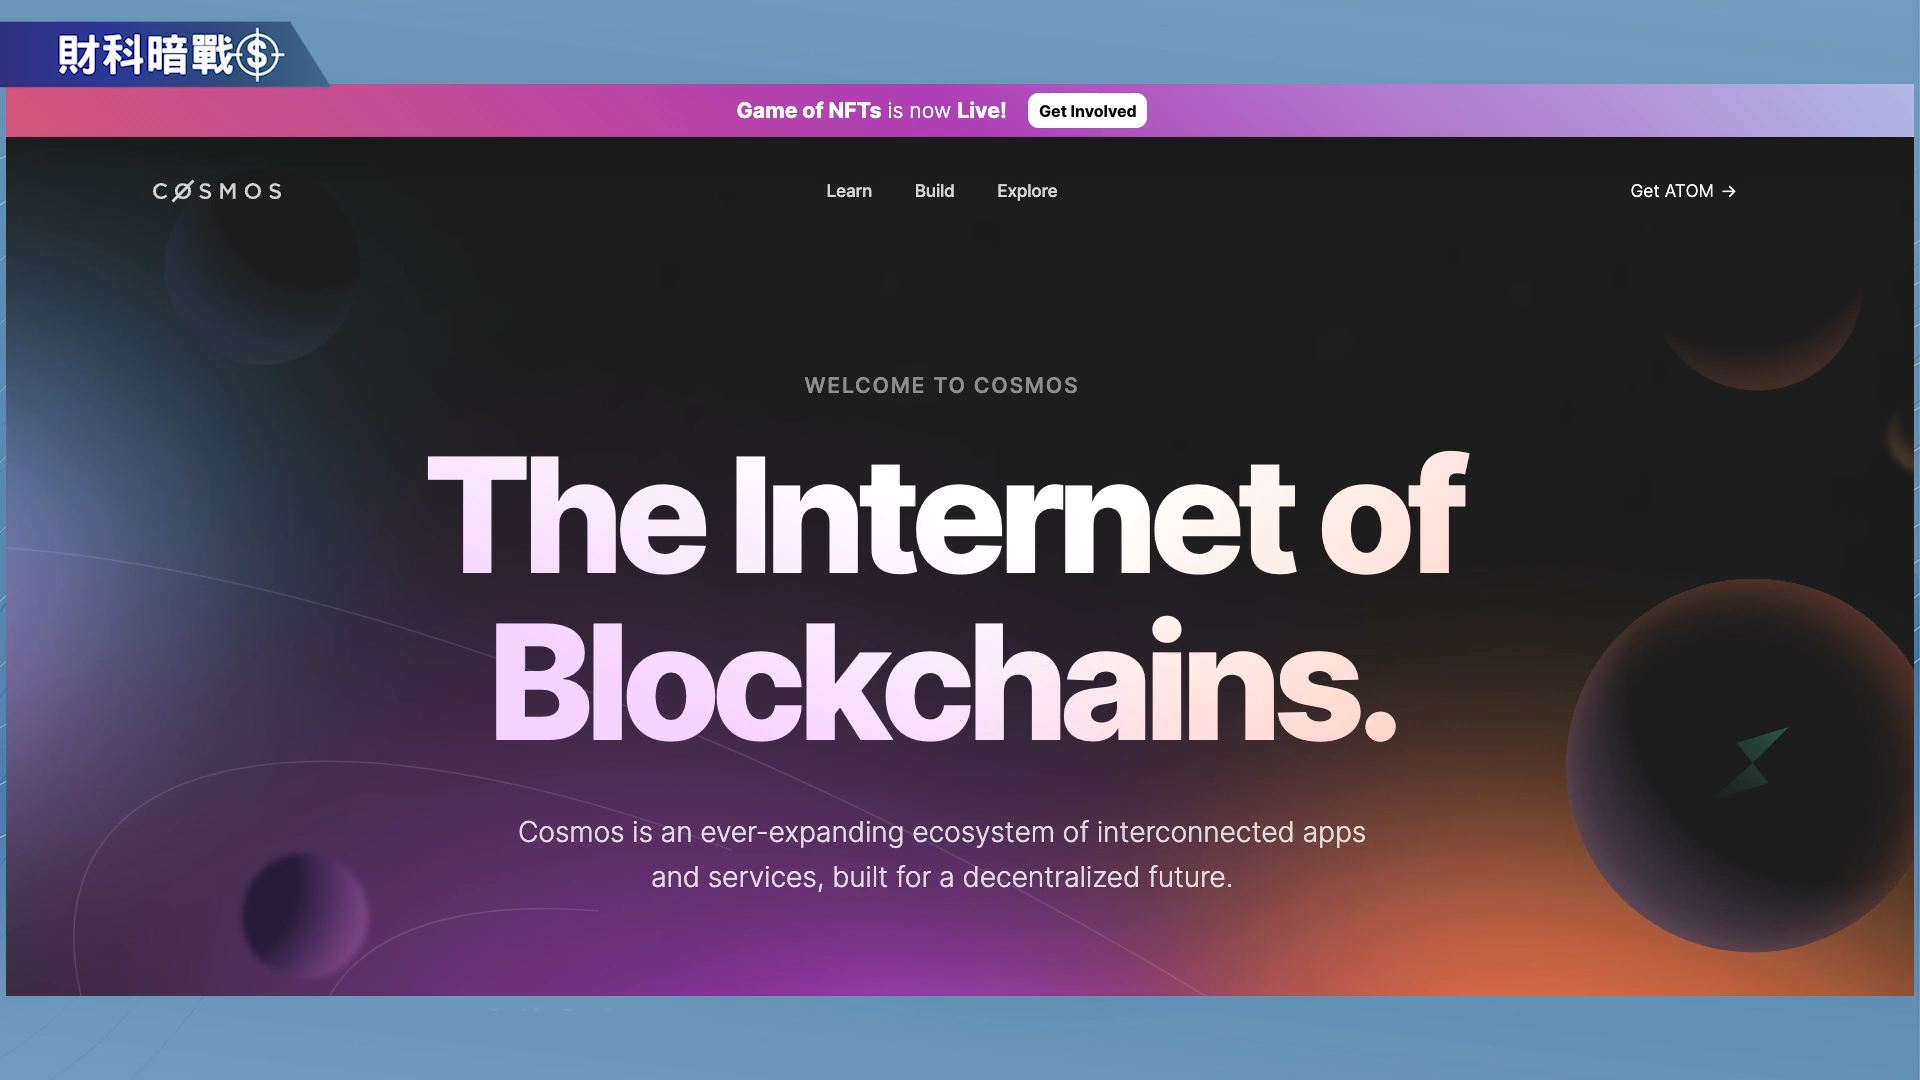 財科暗戰$
Game of NFTs is now Live! Get Involved
CØSMOS Learn Build Explore Get ATOM →
WELCOME TO COSMOS
The Internet of
Blockchains.
Cosmos is an ever-expanding ecosystem of interconnected apps
and services, built for a decentralized future.